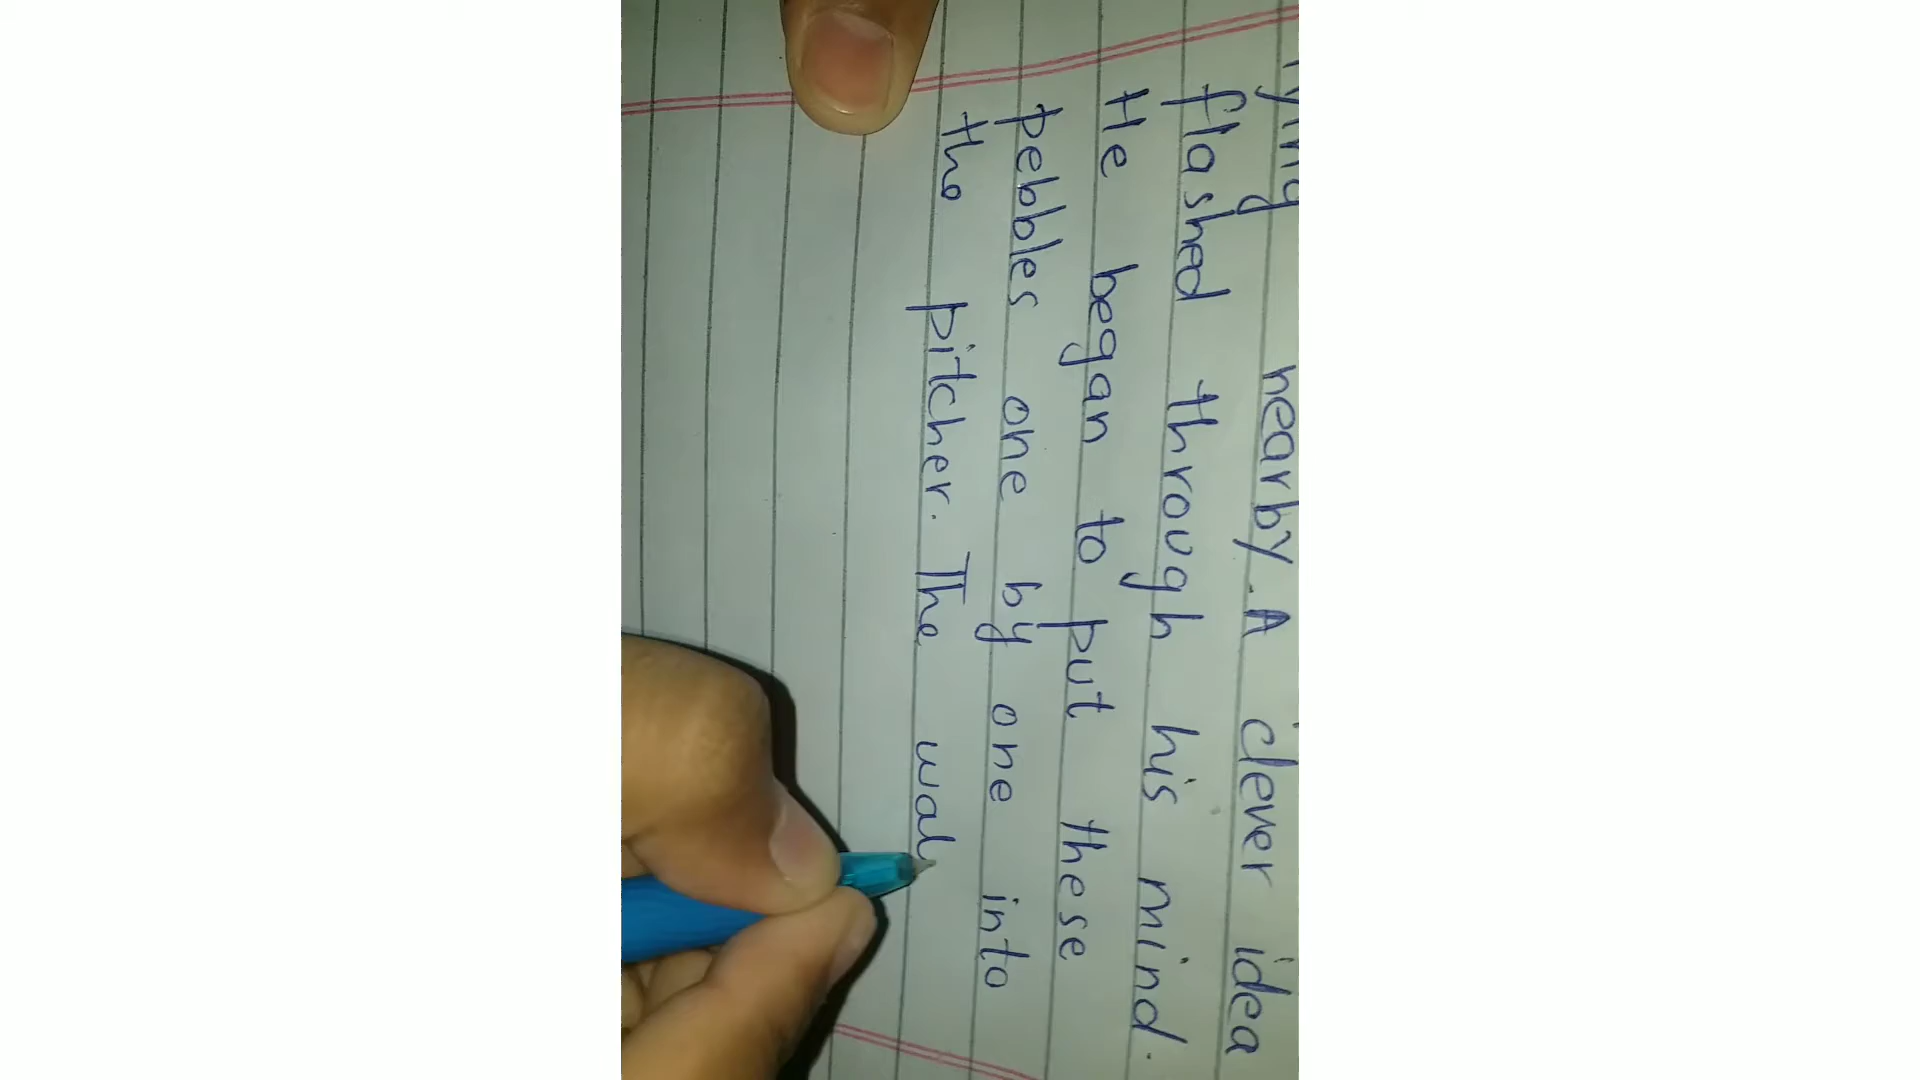 lying nearby. A clever idea
flashed through his mind.
He began to put these
pebbles one by one into
the pitcher. The